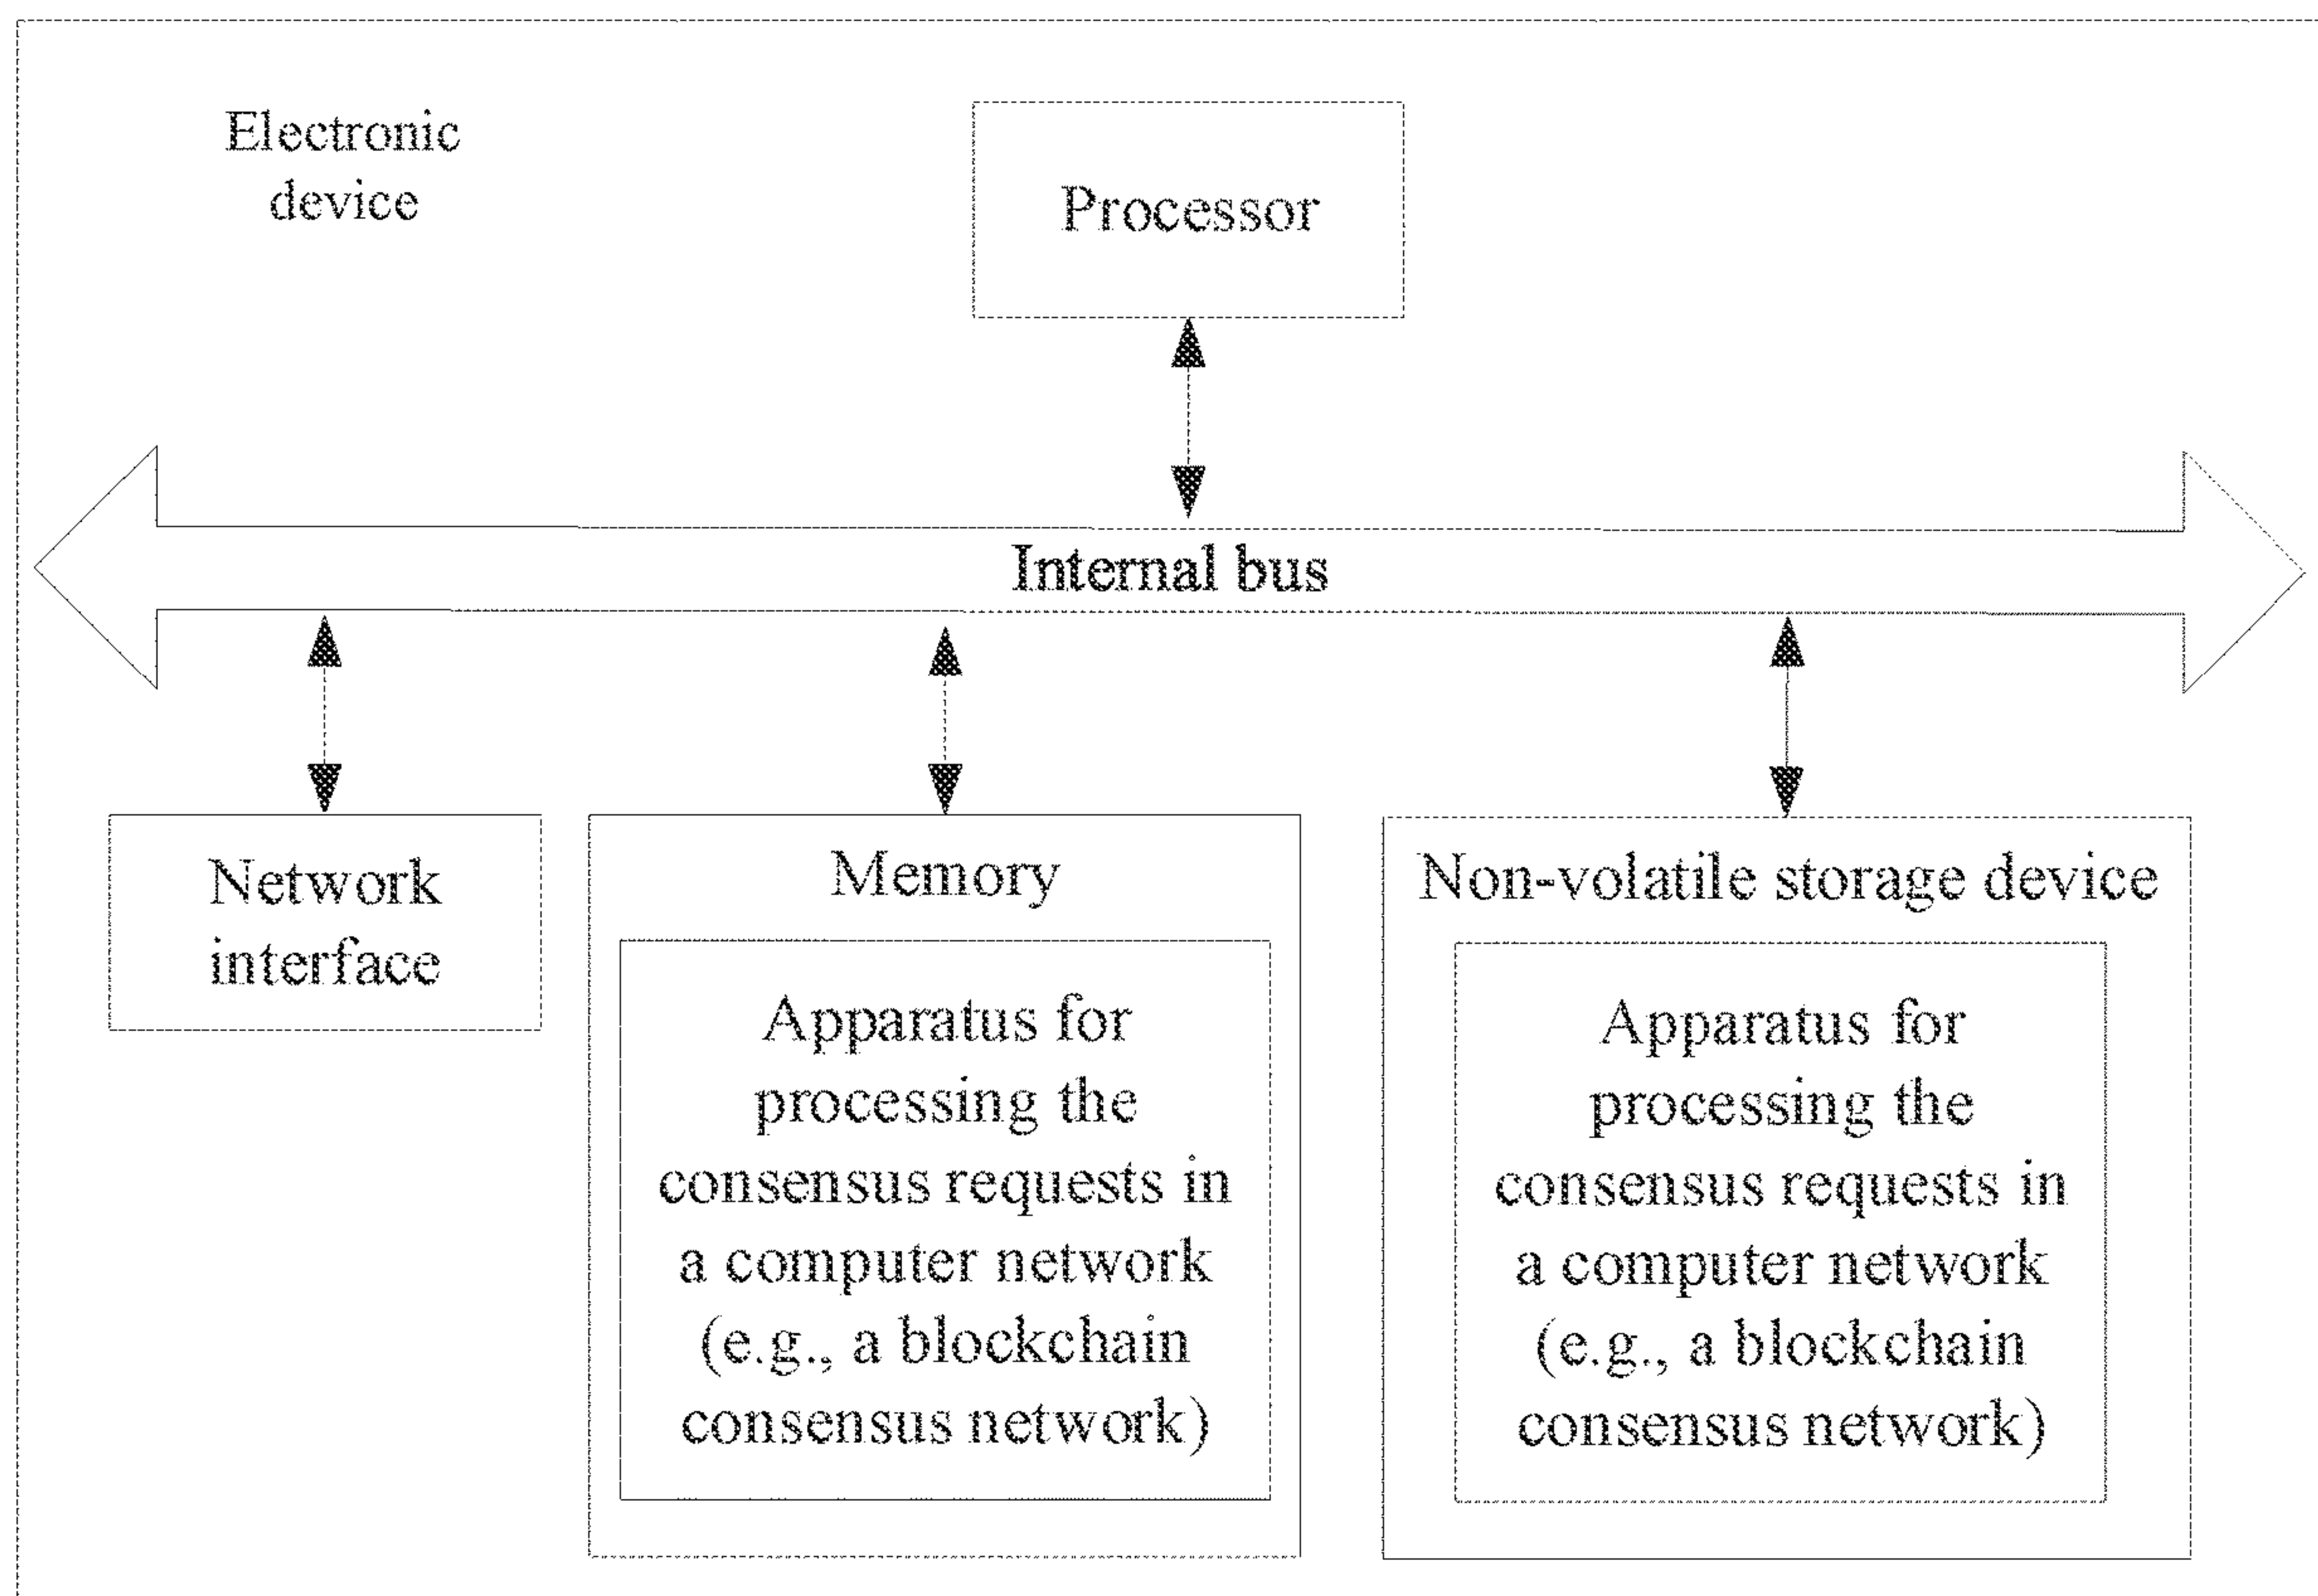 Electronic
device
Processor
Internal bus
Network
interface
Memory
Apparatus for
processing the
consensus requests in
a computer network
(e.g., a blockchain
consensus network)
Non-volatile storage device
Apparatus for
processing the
consensus requests in
a computer network
(e.g., a blockchain
consensus network)